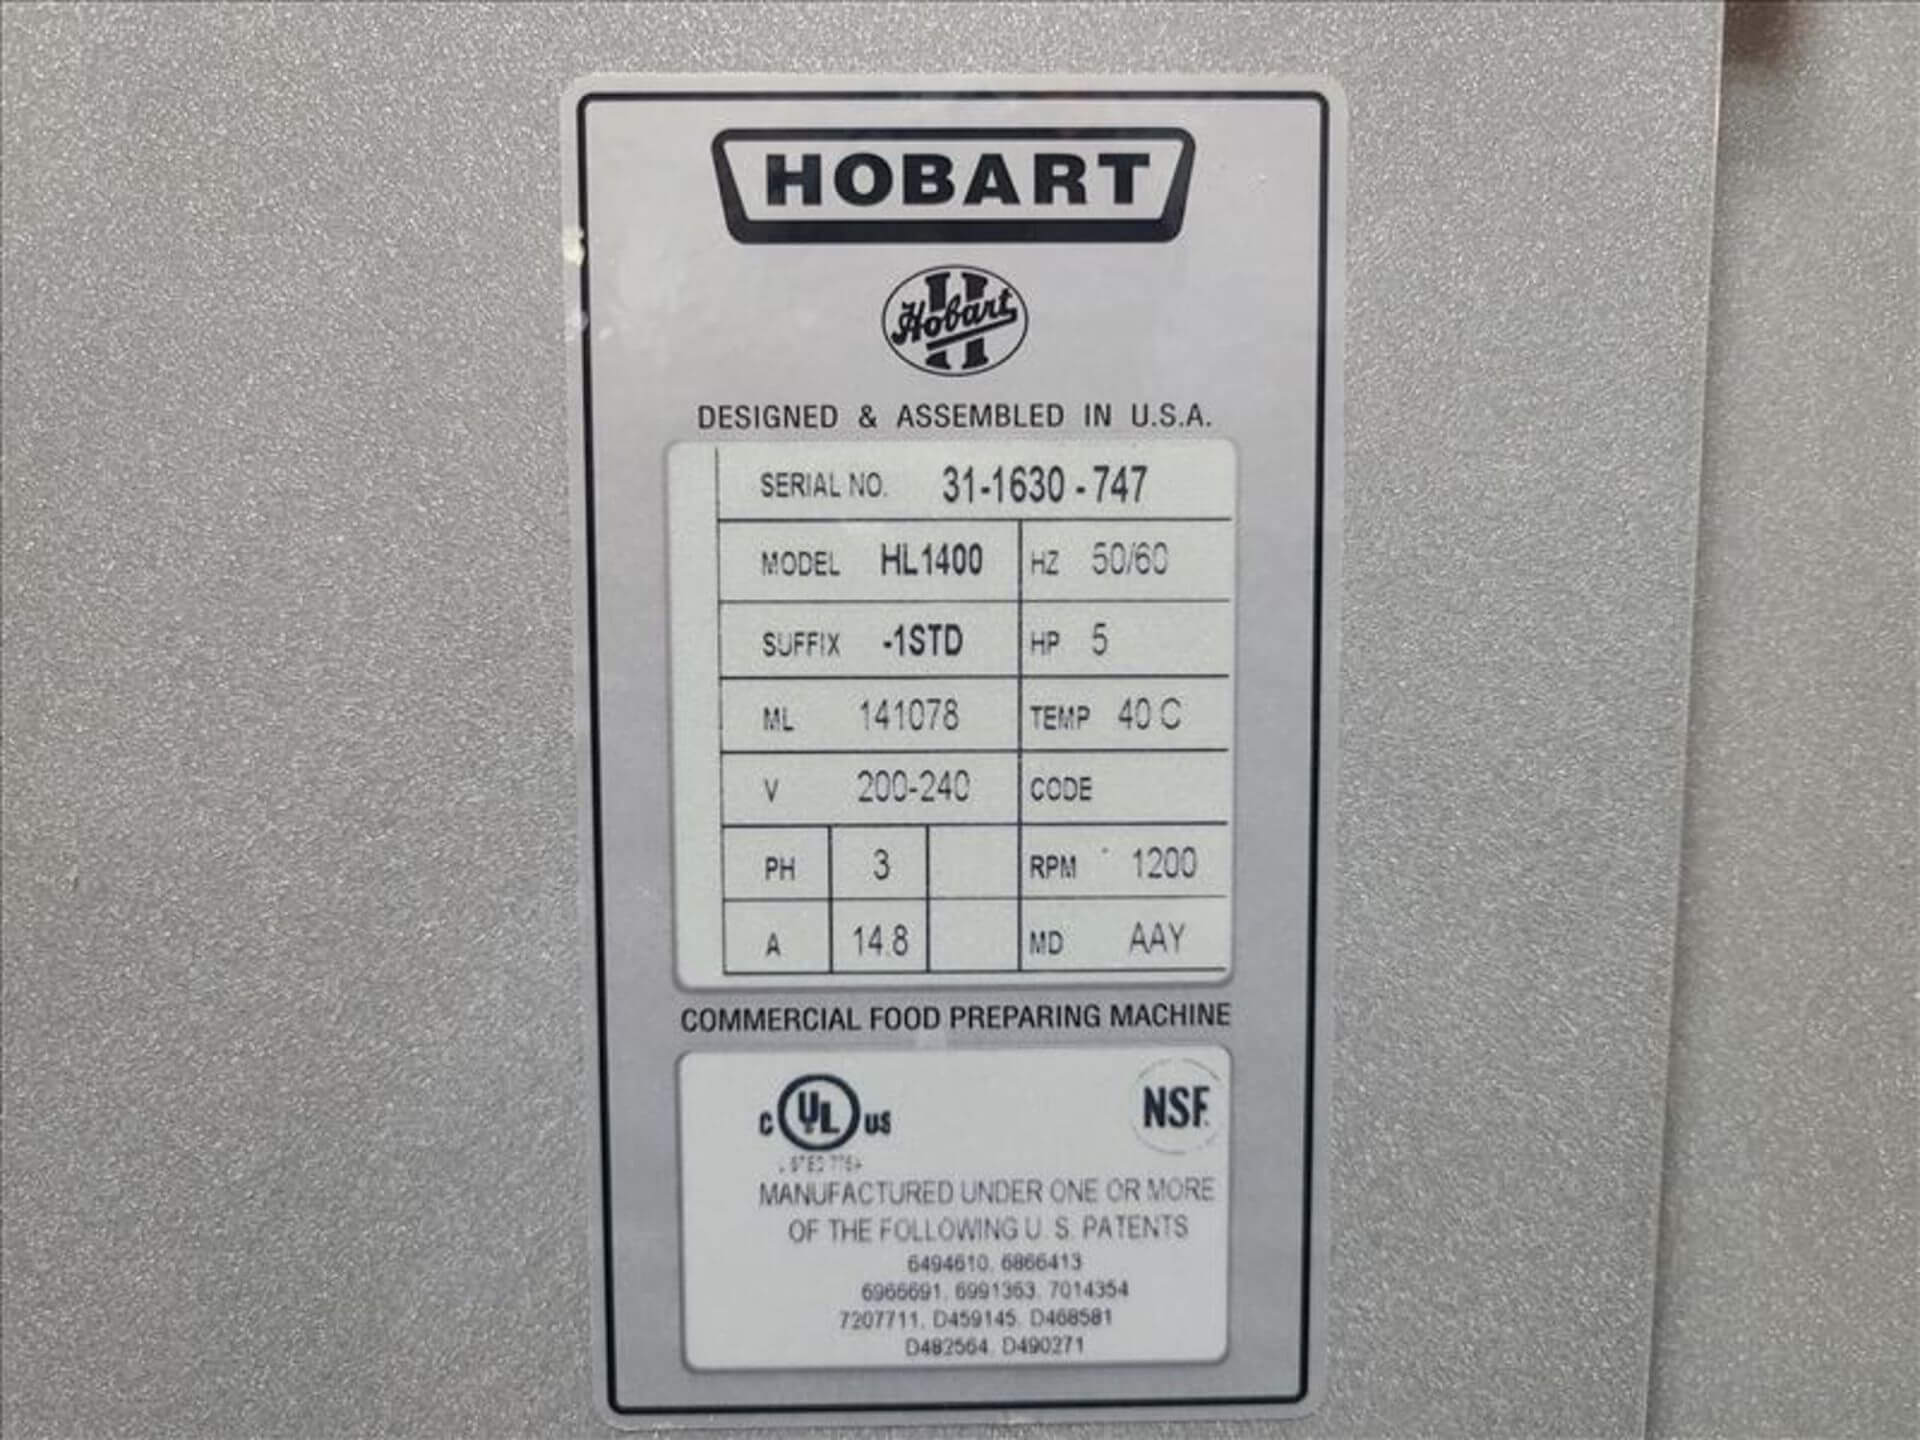 HOBART
Hobart
DESIGNED & ASSEMBLED IN U.S.A.
SERIAL NO. 31-1630-747
MODEL HL1400 HZ 50/60
SUFFIX -1STD HP 5
ML 141078 TEMP 40 C
V 200-240 CODE
PH 3 RPM 1200
A 14.8 MD AAY
COMMERCIAL FOOD PREPARING MACHINE
C UL US NSF
LISTED
MANUFACTURED UNDER ONE OR MORE
OF THE FOLLOWING U. S. PATENTS
6494610, 6866413
6966691, 6991363, 7014354
7207711, D459145, D468581
D482564, D490271